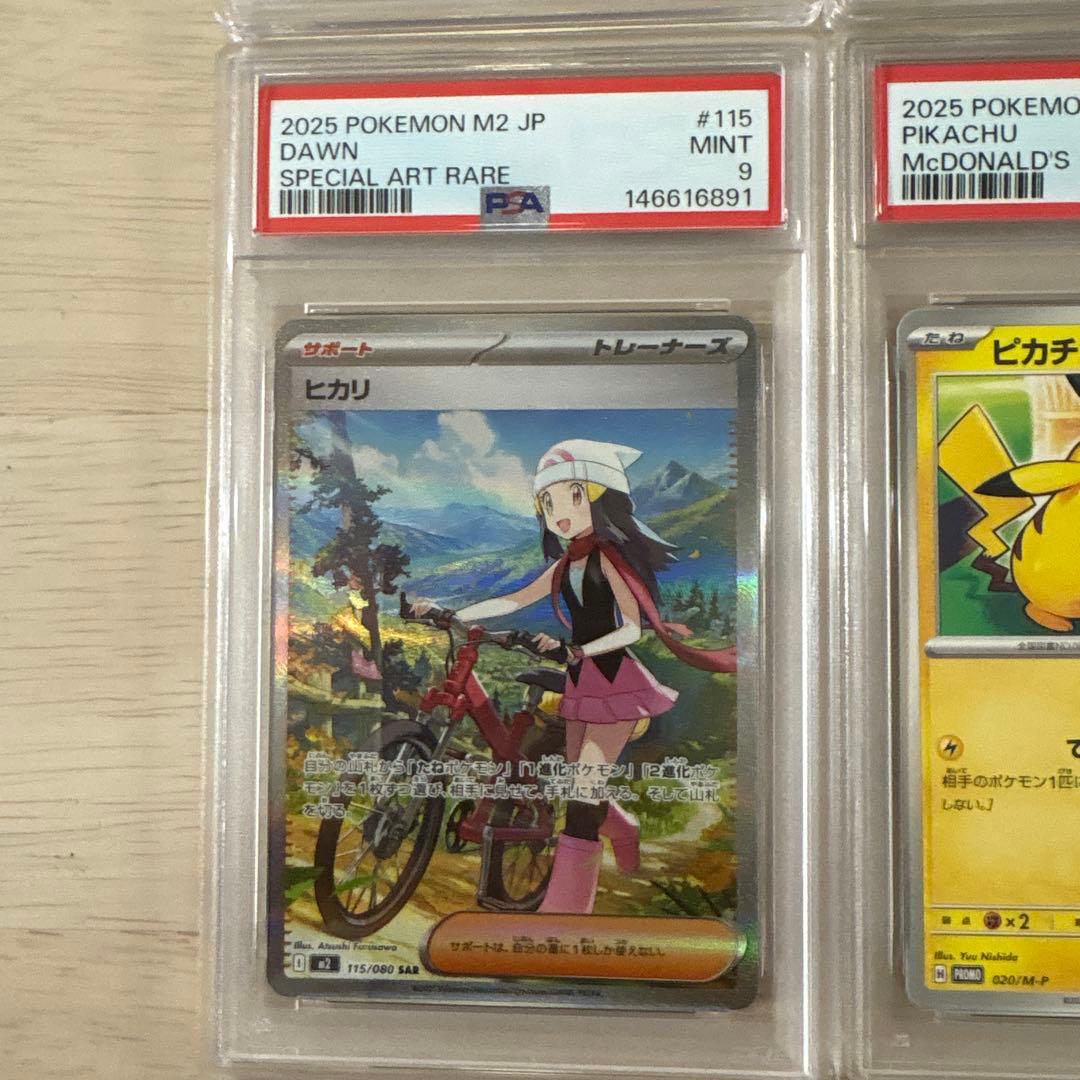 2025 POKEMON M2 JP #115
DAWN MINT
SPECIAL ART RARE 9
PSA 146616891
サポート トレーナーズ
ヒカリ
自分の山札から「たねポケモン」「1進化ポケモン」「2進化ポケ
モン」を1枚ずつ選び、相手に見せて、手札に加える。そして山札
を切る。
サポートは、自分の番に1枚しか使えない。
Illus. Atsushi Furusawa
I m2 115/080 SAR
2025 POKEMO
PIKACHU
McDONALD'S
たね ピカチ
全国図鑑
相手のポケモン1匹に
しない。]
弱点 ×2
Illus. Yuu Nishida
H PROMO 020/M-P